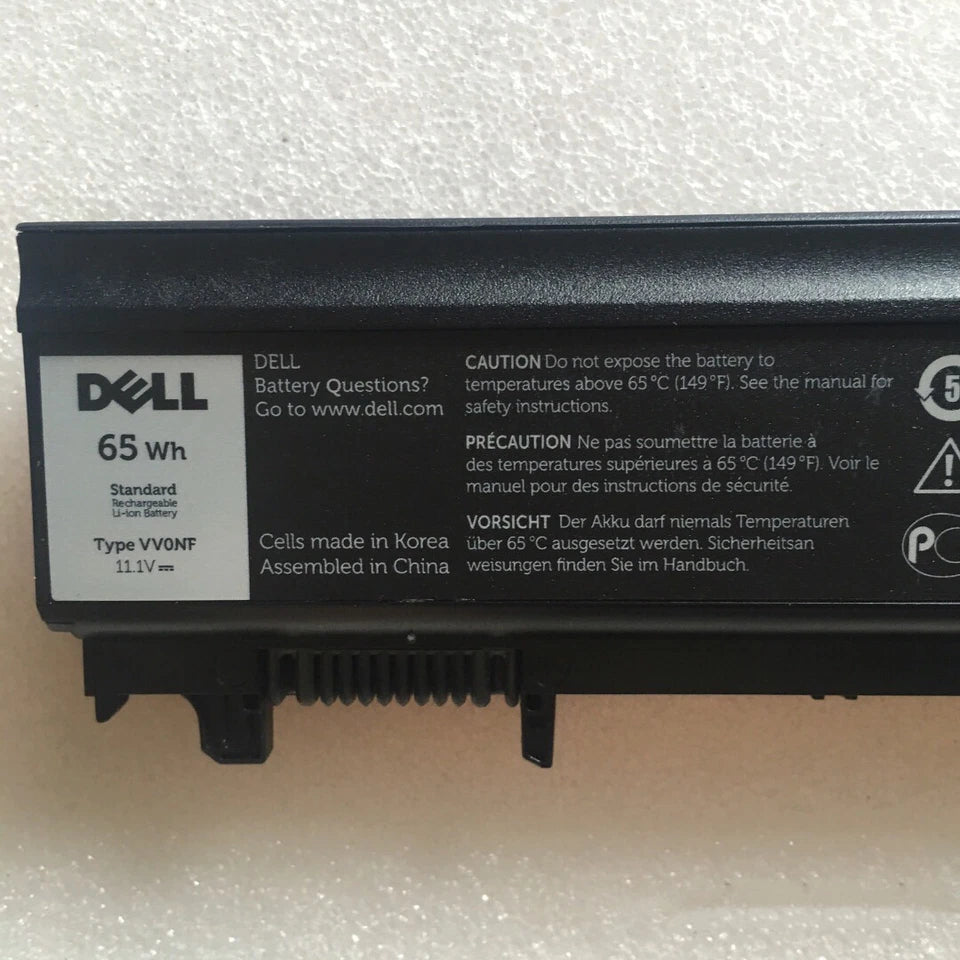 DELL
65 Wh
Standard
Rechargeable
Li-ion Battery
Type VV0NF
11.1V ⎓
DELL
Battery Questions?
Go to www.dell.com
Cells made in Korea
Assembled in China
CAUTION Do not expose the battery to
temperatures above 65 °C (149 °F). See the manual for
safety instructions.
PRÉCAUTION Ne pas soumettre la batterie à
des temperatures supérieures à 65 °C (149 °F). Voir le
manuel pour des instructions de sécurité.
VORSICHT Der Akku darf niemals Temperaturen
über 65 °C ausgesetzt werden. Sicherheitsan
weisungen finden Sie im Handbuch.
5